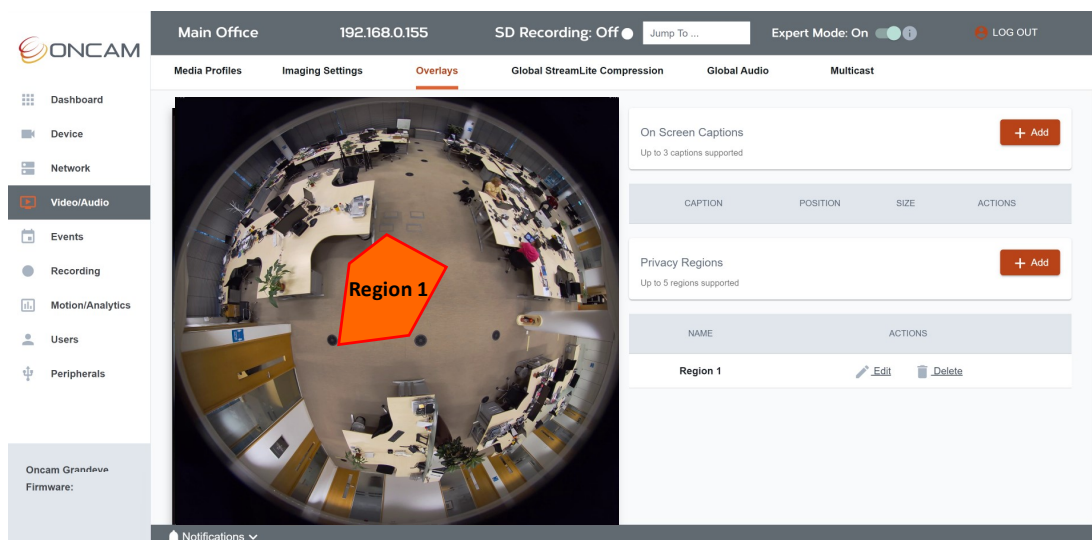 ONCAM
Main Office 192.168.0.155 SD Recording: Off Jump To ... Expert Mode: On i LOG OUT
Media Profiles Imaging Settings Overlays Global StreamLite Compression Global Audio Multicast
Dashboard
Device
Network
Video/Audio
Events
Recording
Motion/Analytics
Users
Peripherals
Oncam Grandeye
Firmware:
Region 1
On Screen Captions
Up to 3 captions supported
+ Add
CAPTION POSITION SIZE ACTIONS
Privacy Regions
Up to 5 regions supported
+ Add
NAME ACTIONS
Region 1 Edit Delete
Notifications